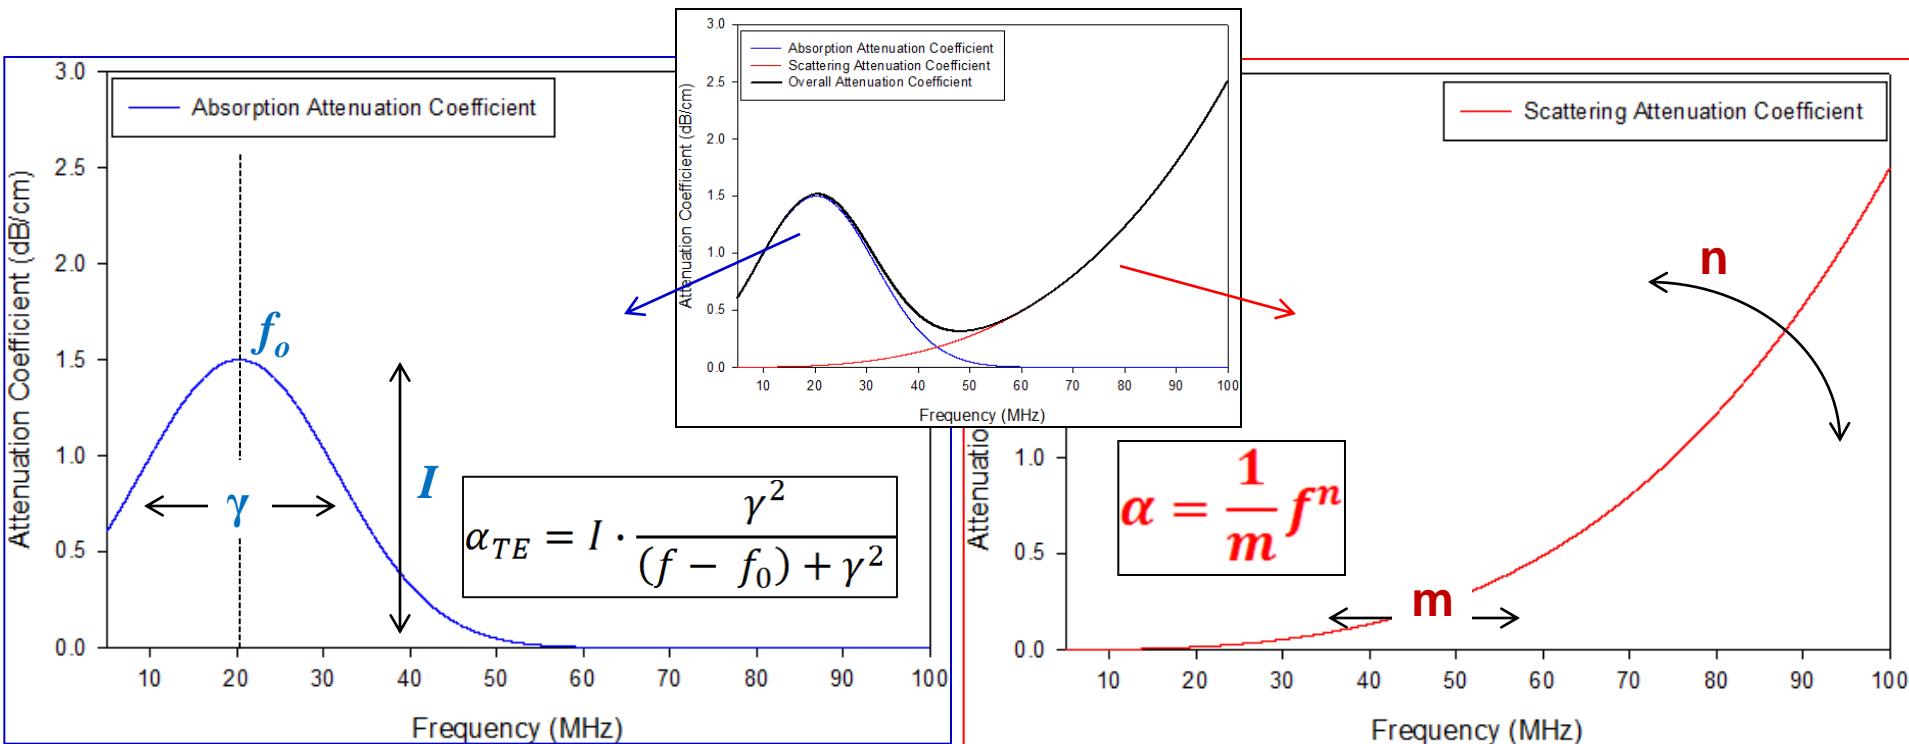 3.0
2.5
2.0
1.5
1.0
0.5
0.0
Attenuation Coefficient (dB/cm)
Absorption Attenuation Coefficient
fo
γ
I
α_TE = I · γ² / ((f − f₀) + γ²)
10 20 30 40 50 60 70 80 90 100
Frequency (MHz)
3.0
2.5
2.0
1.5
1.0
0.5
0.0
Attenuation Coefficient (dB/cm)
Absorption Attenuation Coefficient
Scattering Attenuation Coefficient
Overall Attenuation Coefficient
10 20 30 40 50 60 70 80 90 100
Frequency (MHz)
Scattering Attenuation Coefficient
n
1.0
0.5
0.0
Attenuatio
α = 1/m fⁿ
m
10 20 30 40 50 60 70 80 90 100
Frequency (MHz)